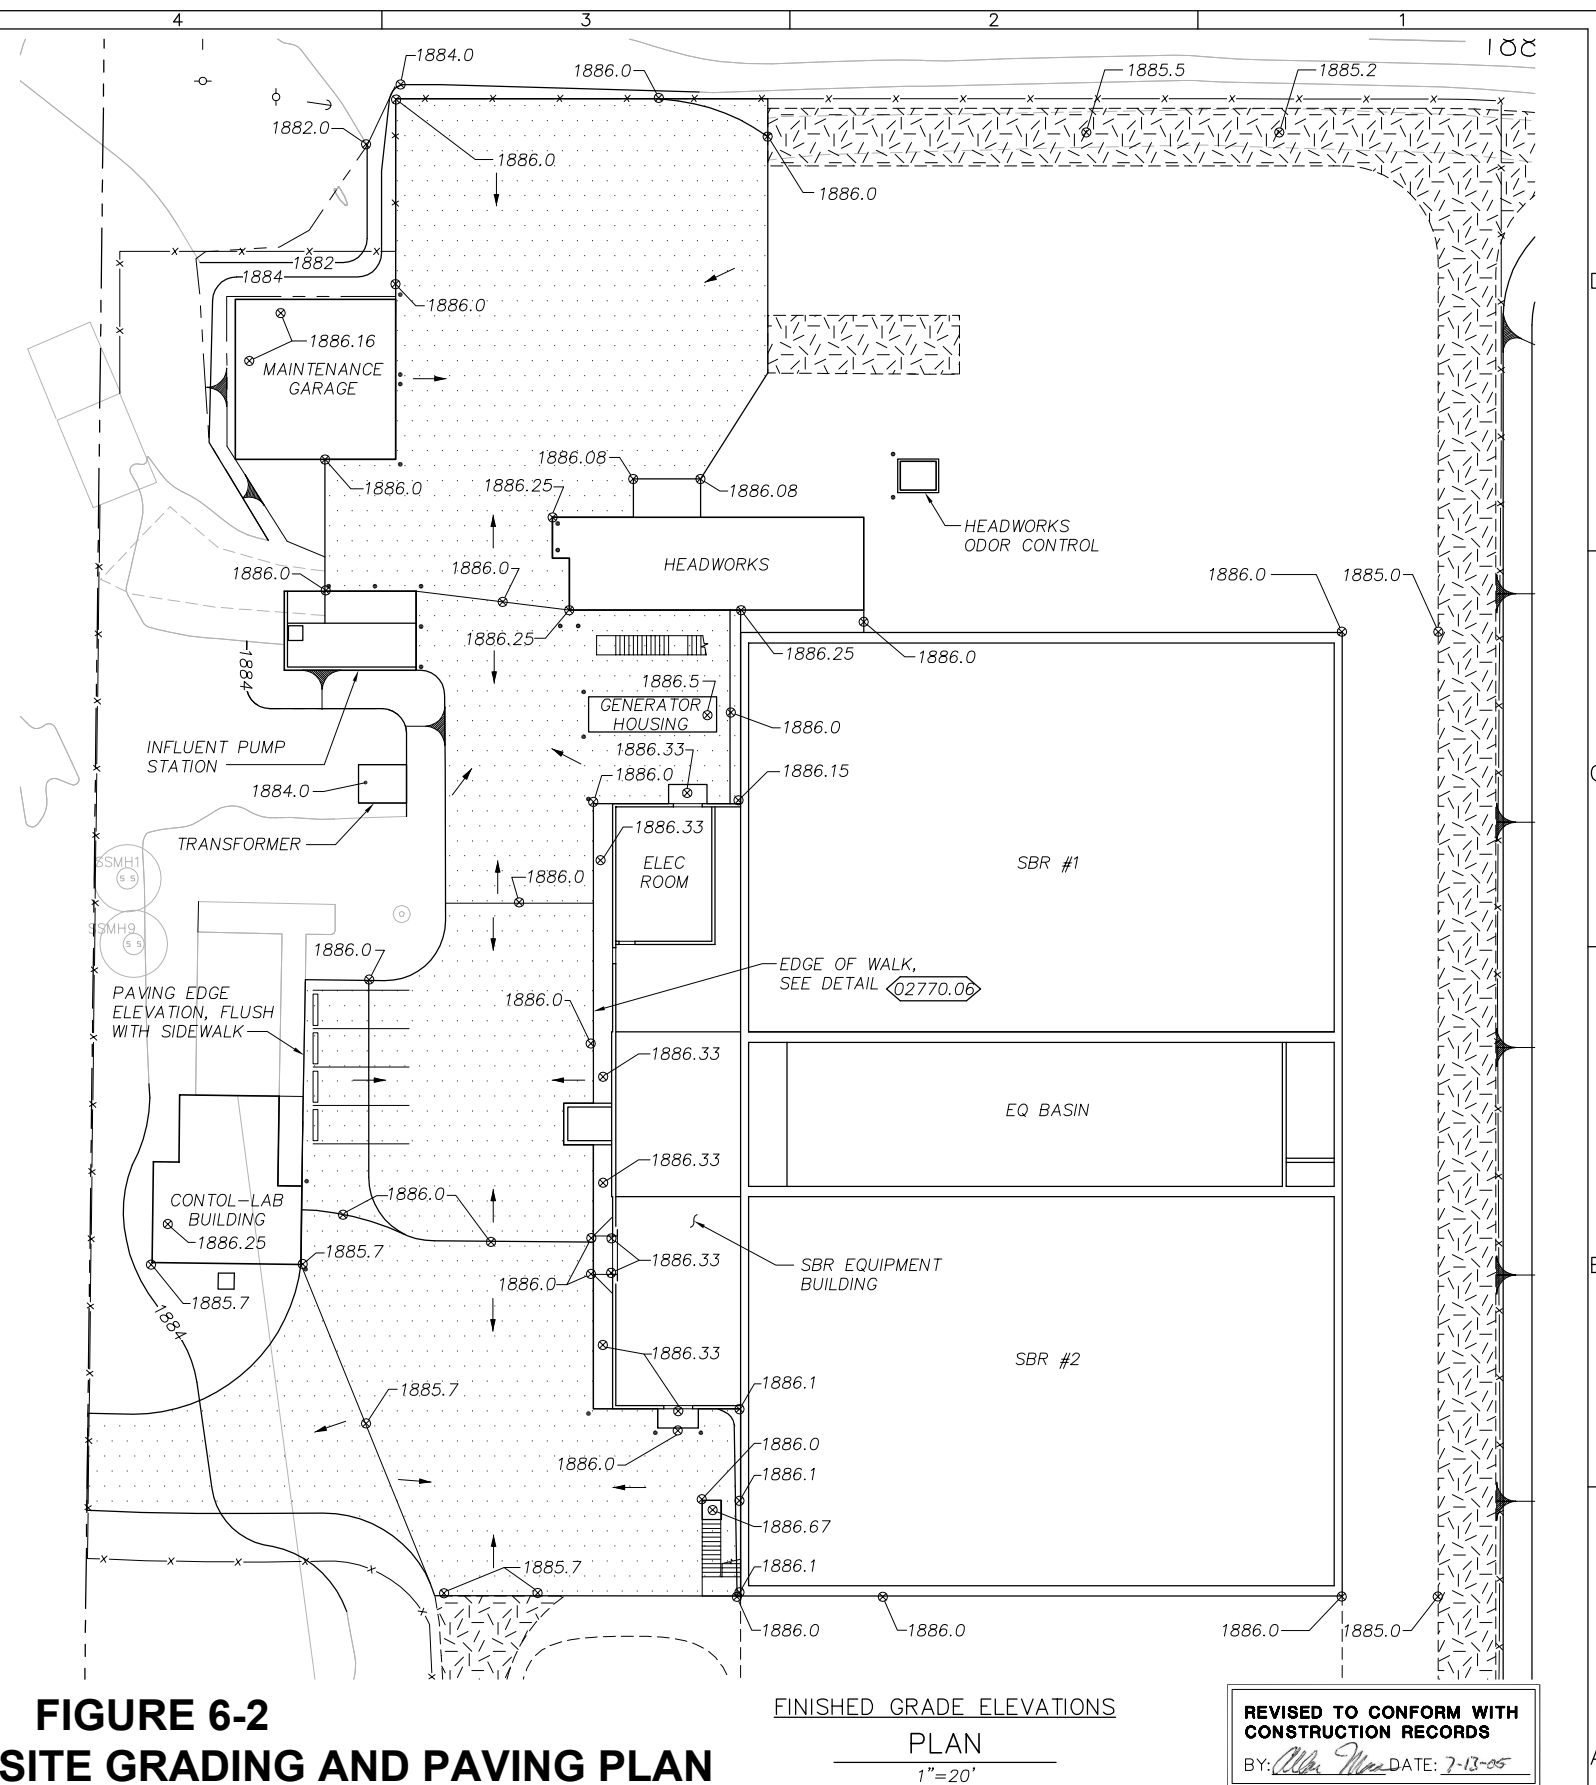 4
3
2
1
1884.0
1886.0
1885.5
1885.2
188
1882.0
1886.0
1886.0
1882
1884
1886.0
1886.16
MAINTENANCE
GARAGE
1886.08
1886.25
1886.0
1886.08
HEADWORKS
ODOR CONTROL
HEADWORKS
1886.0
1886.0
1886.0
1885.0
1886.25
1886.25
1886.0
1884
1886.5
GENERATOR
HOUSING
1886.0
INFLUENT PUMP
STATION
1886.33
1886.0
1886.15
1884.0
C
1886.33
TRANSFORMER
SSMH1
S S
ELEC
ROOM
SBR #1
1886.0
SSMH9
S S
1886.0
EDGE OF WALK,
SEE DETAIL 02770.06
PAVING EDGE
ELEVATION, FLUSH
WITH SIDEWALK
1886.0
1886.33
EQ BASIN
1886.33
CONTOL-LAB
BUILDING
1886.0
1886.25
1885.7
1886.33
SBR EQUIPMENT
BUILDING
1886.0
1885.7
1884
1886.33
SBR #2
1886.1
1885.7
1886.0
1886.0
1886.1
1886.67
1885.7
1886.1
1886.0
1886.0
1886.0
1885.0
FIGURE 6-2
SITE GRADING AND PAVING PLAN
FINISHED GRADE ELEVATIONS
PLAN
1"=20'
REVISED TO CONFORM WITH
CONSTRUCTION RECORDS
BY: DATE: 7-13-05
A